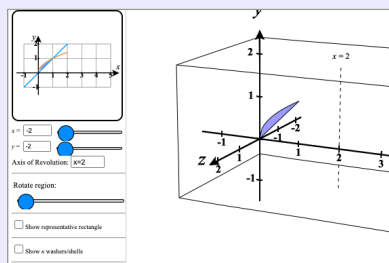 y
2
1
x
1 2 3 4 5
-1
x = -2
y = -2
Axis of Revolution: x=2
Rotate region:
Show representative rectangle
Show n washers/shells
y
2
x = 2
1
-2
-1
-1
z
2
1
1
2
3
-1